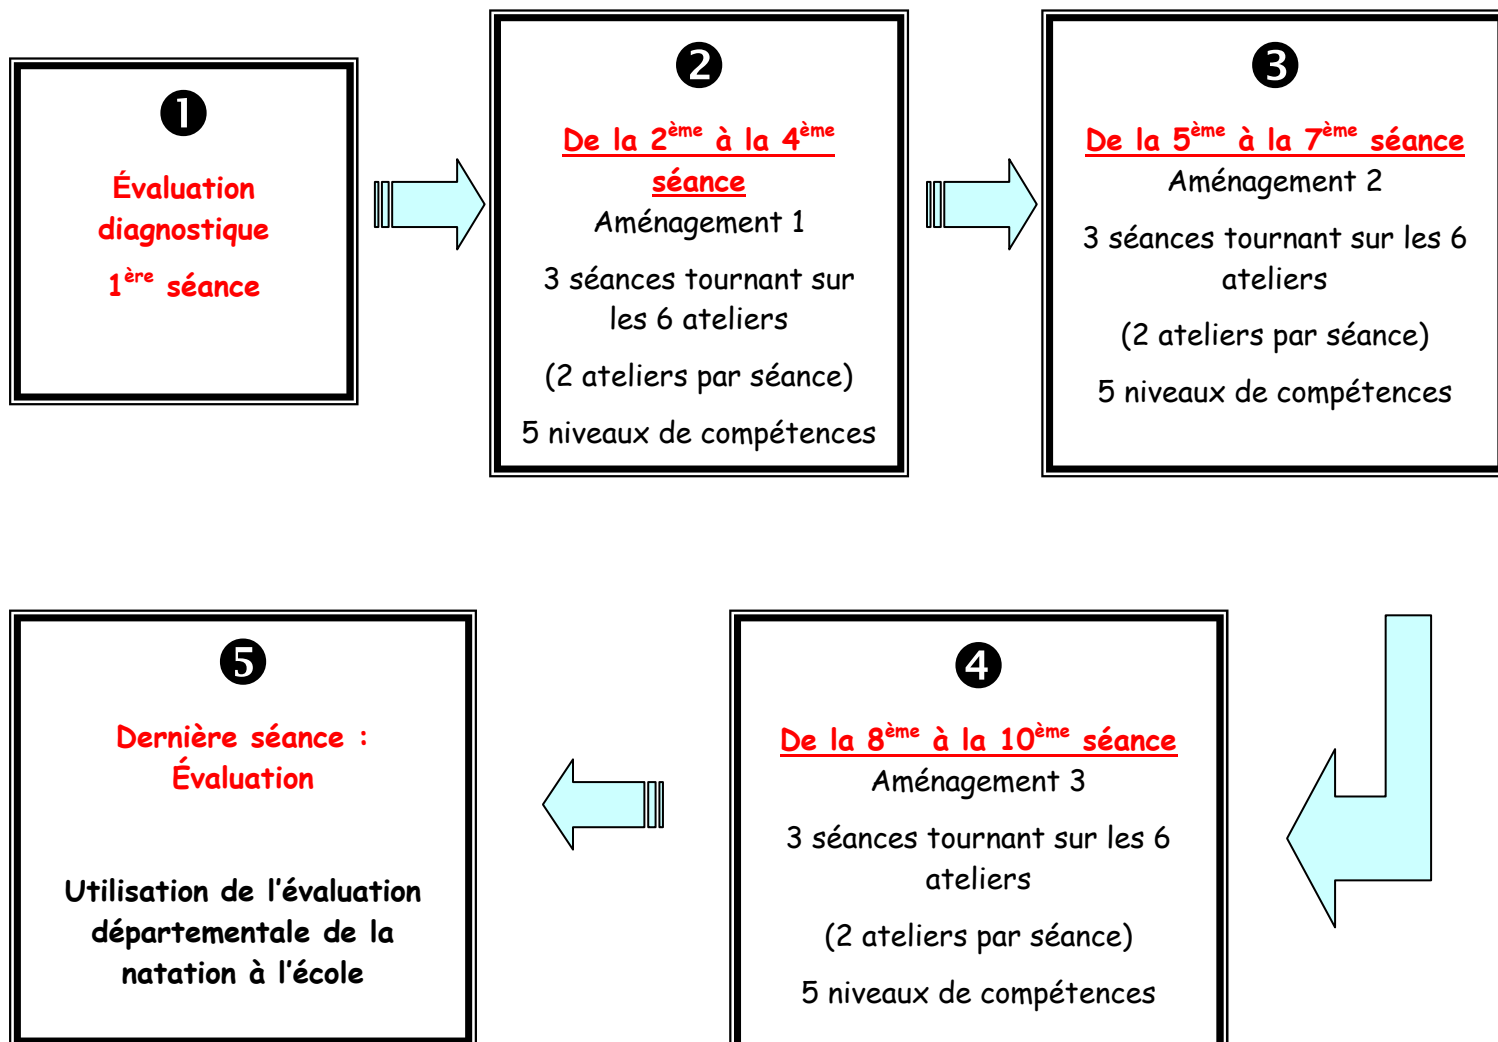 ❶
Évaluation
diagnostique
1ère séance
❷
De la 2ème à la 4ème
séance
Aménagement 1
3 séances tournant sur
les 6 ateliers
(2 ateliers par séance)
5 niveaux de compétences
❸
De la 5ème à la 7ème séance
Aménagement 2
3 séances tournant sur les 6
ateliers
(2 ateliers par séance)
5 niveaux de compétences
❹
De la 8ème à la 10ème séance
Aménagement 3
3 séances tournant sur les 6
ateliers
(2 ateliers par séance)
5 niveaux de compétences
❺
Dernière séance :
Évaluation
Utilisation de l'évaluation
départementale de la
natation à l'école